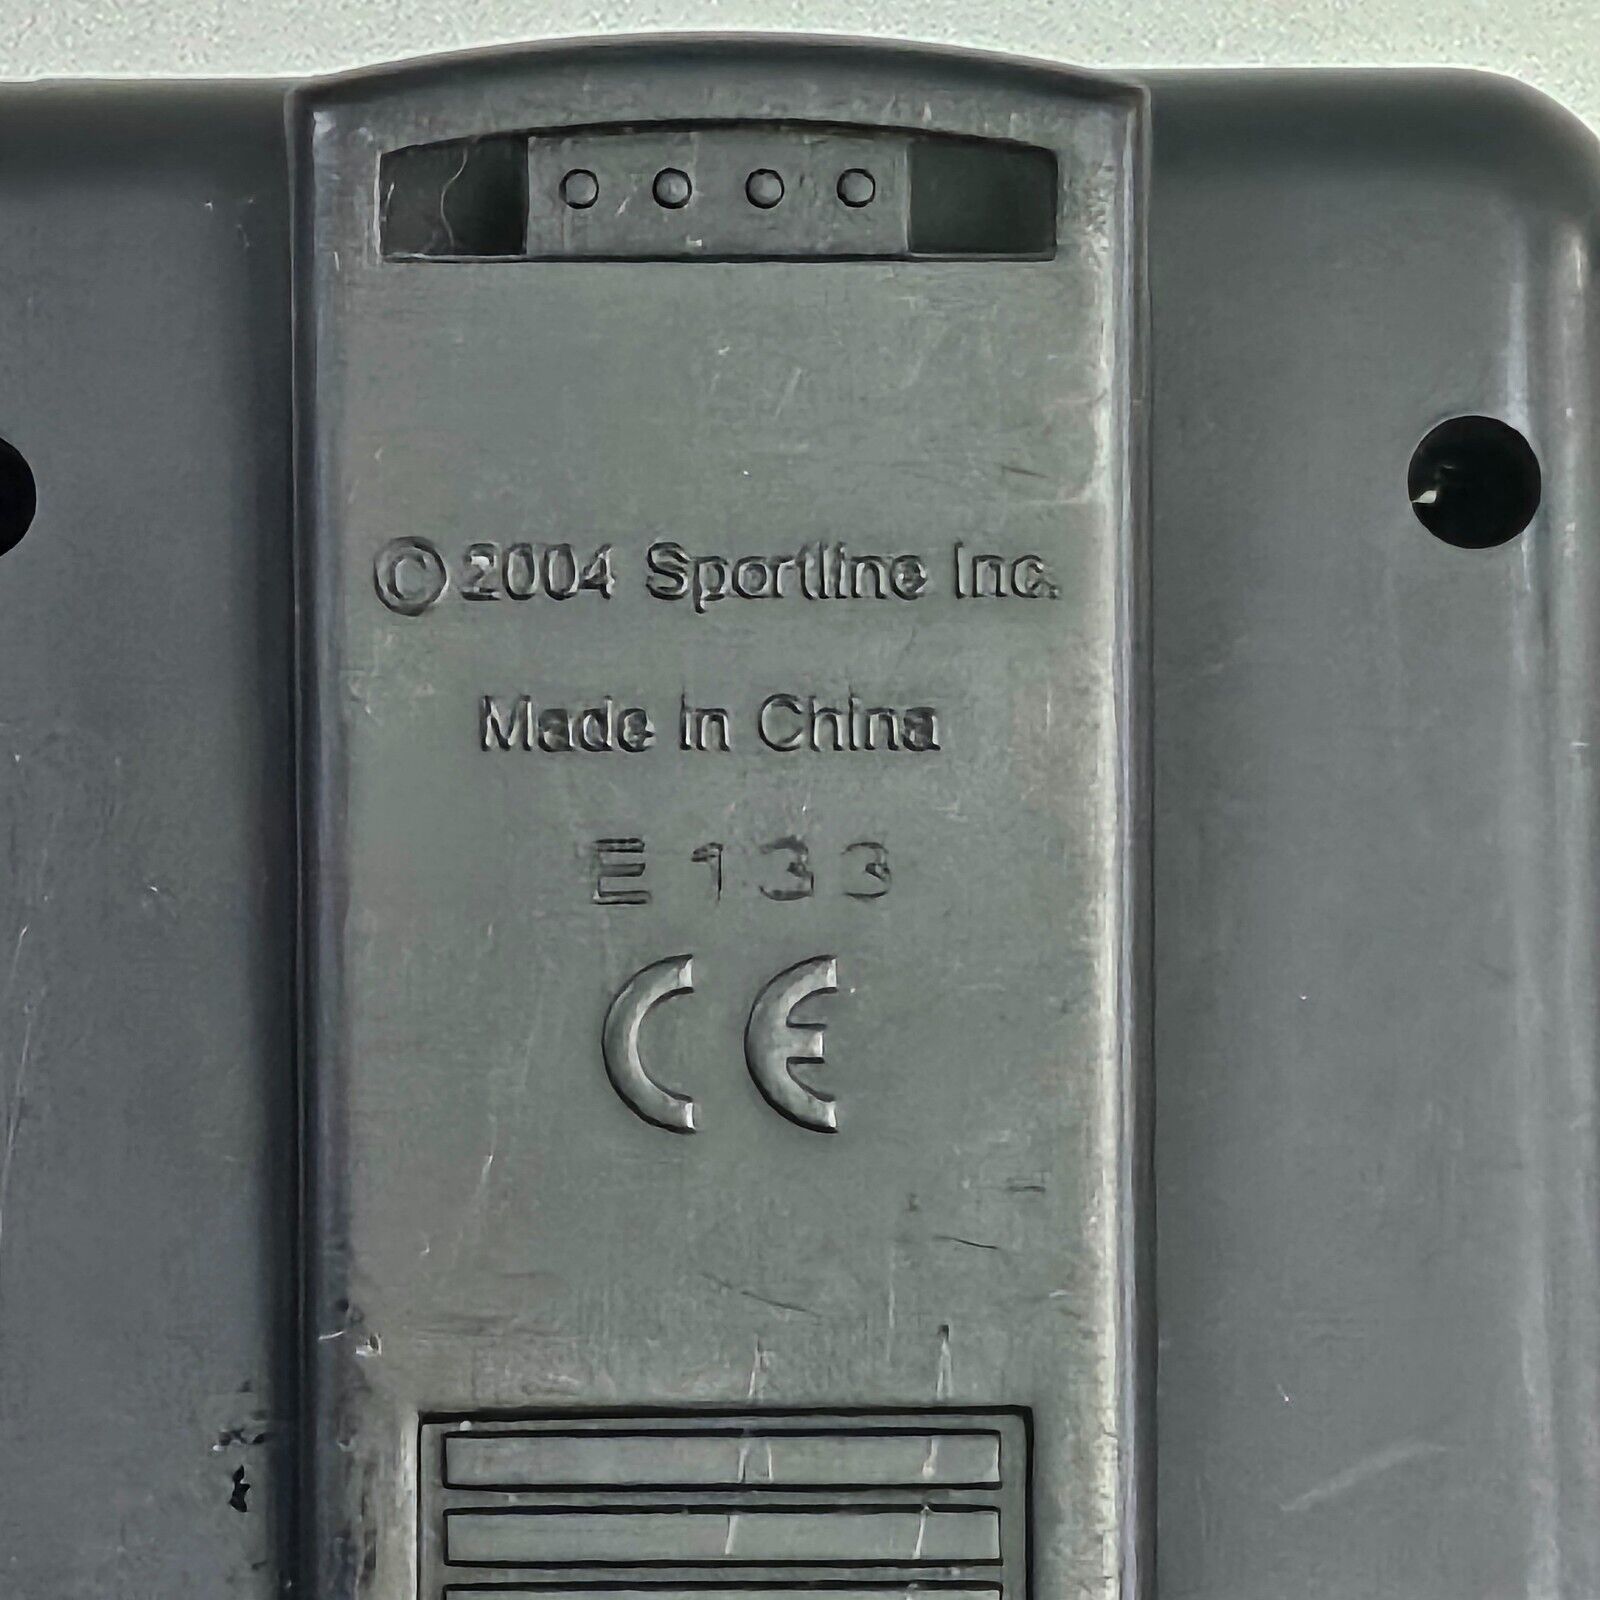 © 2004 Sportline Inc.
Made in China
E133
CE